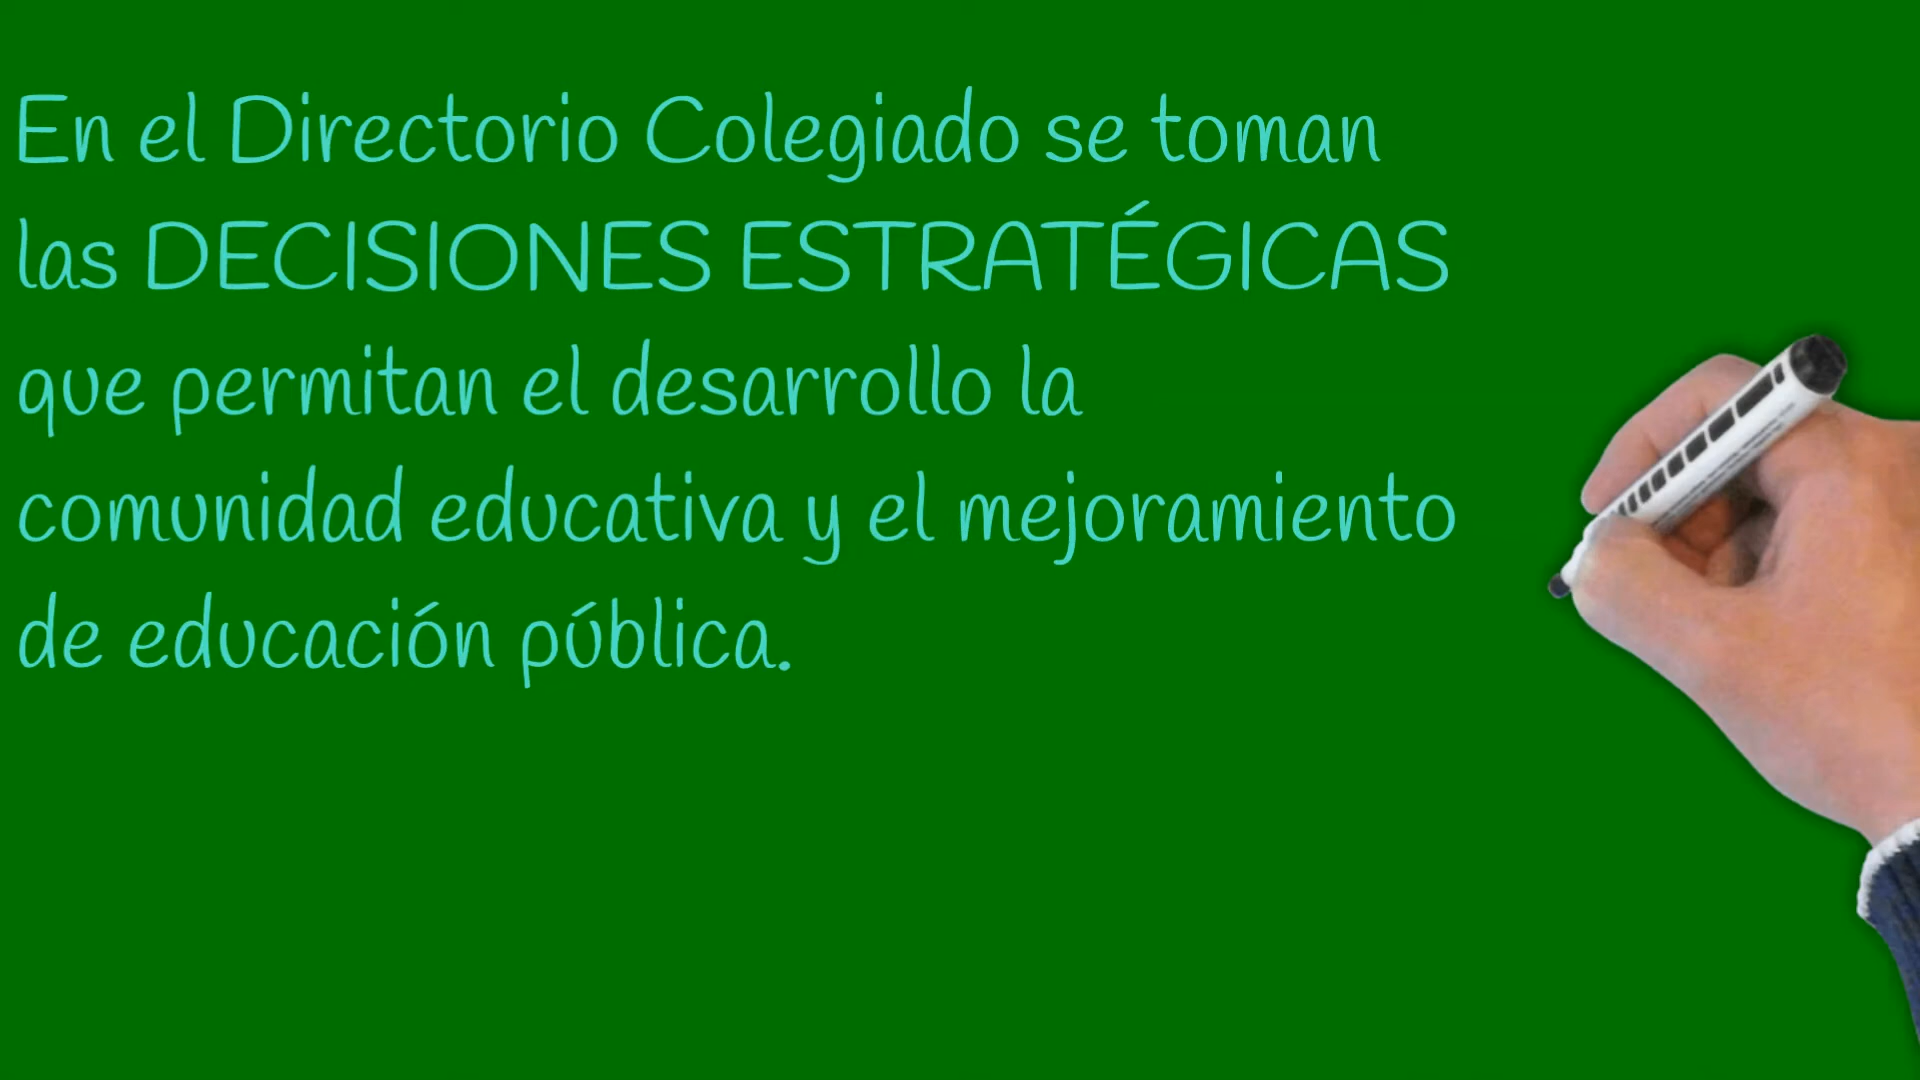 En el Directorio Colegiado se toman
las DECISIONES ESTRATÉGICAS
que permitan el desarrollo la
comunidad educativa y el mejoramiento
de educación pública.